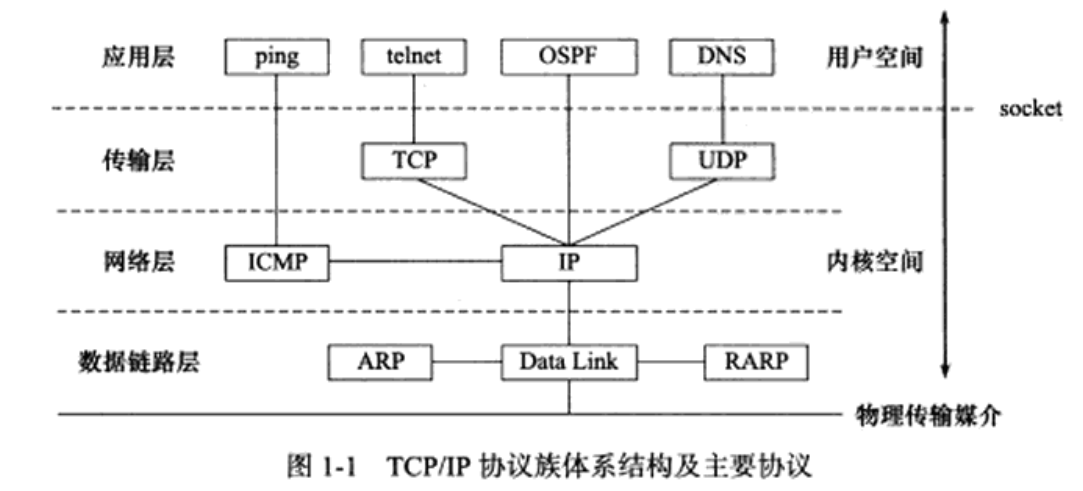 应用层 ping telnet OSPF DNS 用户空间
socket
传输层 TCP UDP
网络层 ICMP IP 内核空间
数据链路层 ARP Data Link RARP
物理传输媒介
图 1-1 TCP/IP 协议族体系结构及主要协议